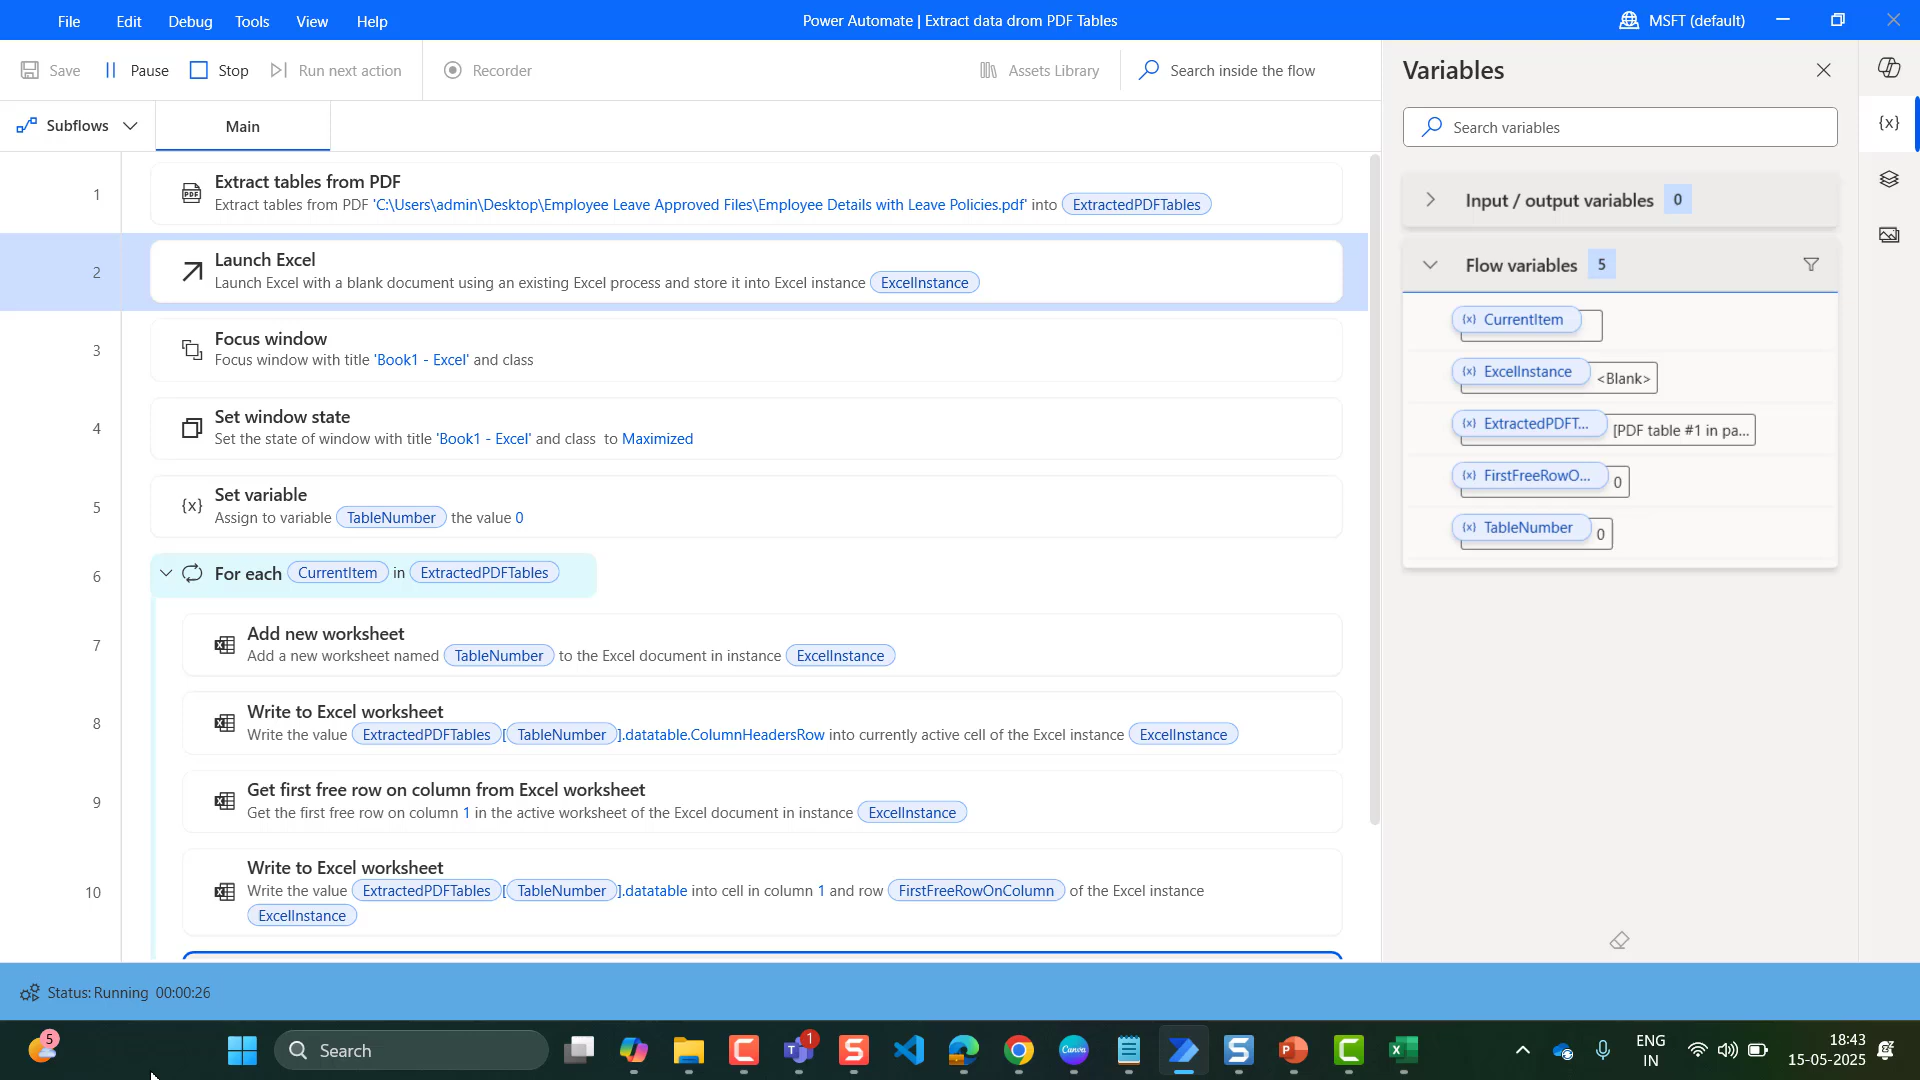 File Edit Debug Tools View Help
Power Automate | Extract data drom PDF Tables
MSFT (default)
Save Pause Stop Run next action Recorder Assets Library Search inside the flow
Subflows Main
1 Extract tables from PDF
Extract tables from PDF 'C:\Users\admin\Desktop\Employee Leave Approved Files\Employee Details with Leave Policies.pdf' into ExtractedPDFTables
2 Launch Excel
Launch Excel with a blank document using an existing Excel process and store it into Excel instance ExcelInstance
3 Focus window
Focus window with title 'Book1 - Excel' and class
4 Set window state
Set the state of window with title 'Book1 - Excel' and class to Maximized
5 Set variable
{x} Assign to variable TableNumber the value 0
6 For each CurrentItem in ExtractedPDFTables
7 Add new worksheet
Add a new worksheet named TableNumber to the Excel document in instance ExcelInstance
8 Write to Excel worksheet
Write the value ExtractedPDFTables [ TableNumber ].datatable.ColumnHeadersRow into currently active cell of the Excel instance ExcelInstance
9 Get first free row on column from Excel worksheet
Get the first free row on column 1 in the active worksheet of the Excel document in instance ExcelInstance
10 Write to Excel worksheet
Write the value ExtractedPDFTables [ TableNumber ].datatable into cell in column 1 and row FirstFreeRowOnColumn of the Excel instance
ExcelInstance
Variables
Search variables
{x}
Input / output variables 0
Flow variables 5
{x} CurrentItem
{x} ExcelInstance <Blank>
{x} ExtractedPDFT... [PDF table #1 in pa...
{x} FirstFreeRowO... 0
{x} TableNumber 0
Status: Running 00:00:26
5
Search
1
Canva
ENG
IN
18:43
15-05-2025